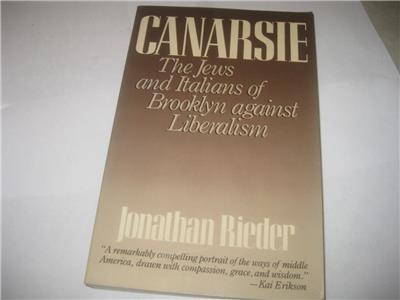 CANARSIE
The Jews
and Italians of
Brooklyn against
Liberalism
Jonathan Rieder
"A remarkably compelling portrait of the ways of middle
America, drawn with compassion, grace, and wisdom."
—Kai Erikson